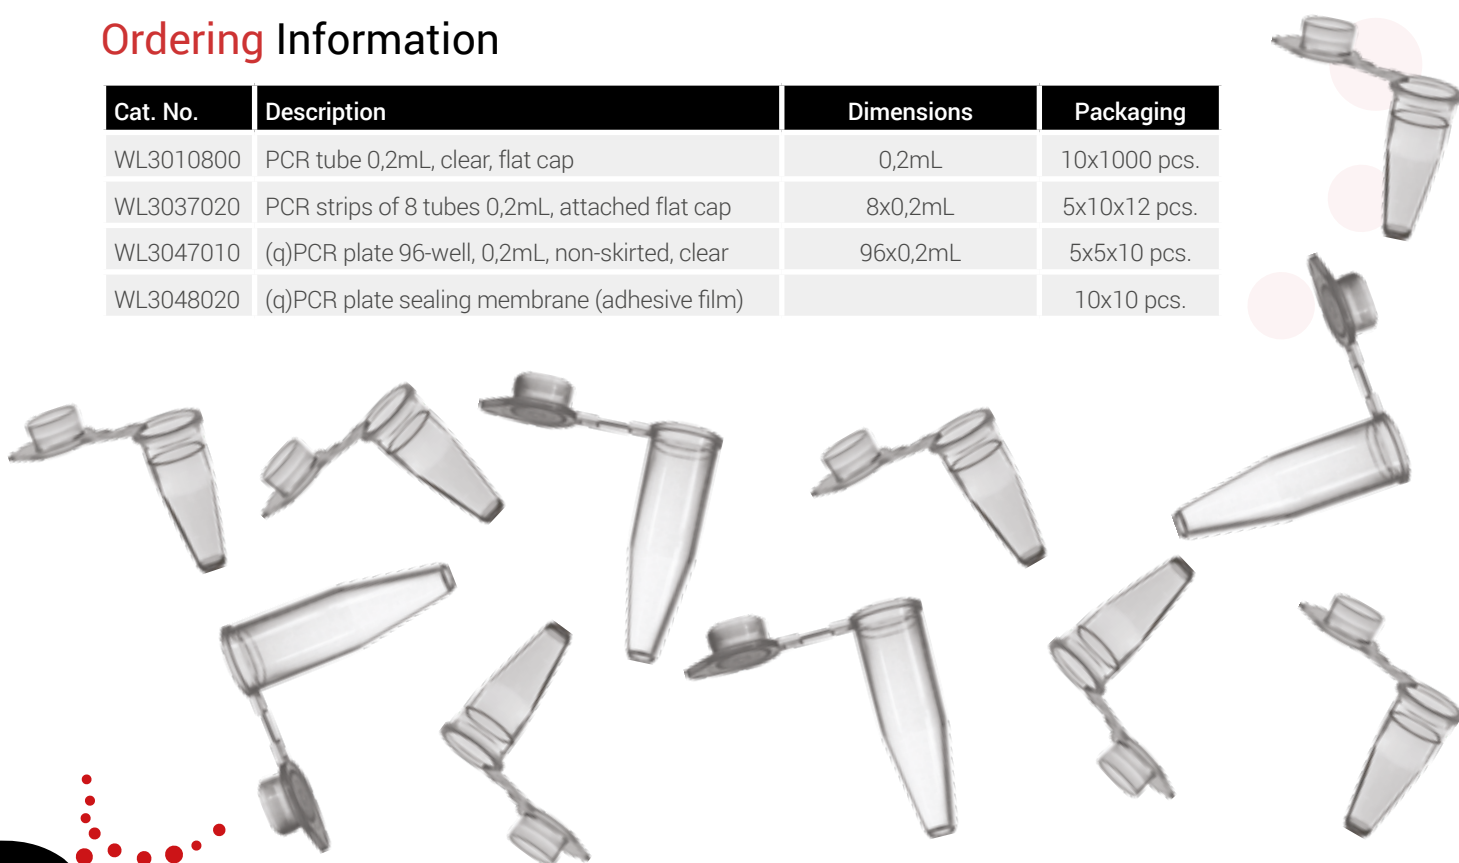 Ordering Information
Cat. No. Description Dimensions Packaging
WL3010800 PCR tube 0,2mL, clear, flat cap 0,2mL 10x1000 pcs.
WL3037020 PCR strips of 8 tubes 0,2mL, attached flat cap 8x0,2mL 5x10x12 pcs.
WL3047010 (q)PCR plate 96-well, 0,2mL, non-skirted, clear 96x0,2mL 5x5x10 pcs.
WL3048020 (q)PCR plate sealing membrane (adhesive film) 10x10 pcs.